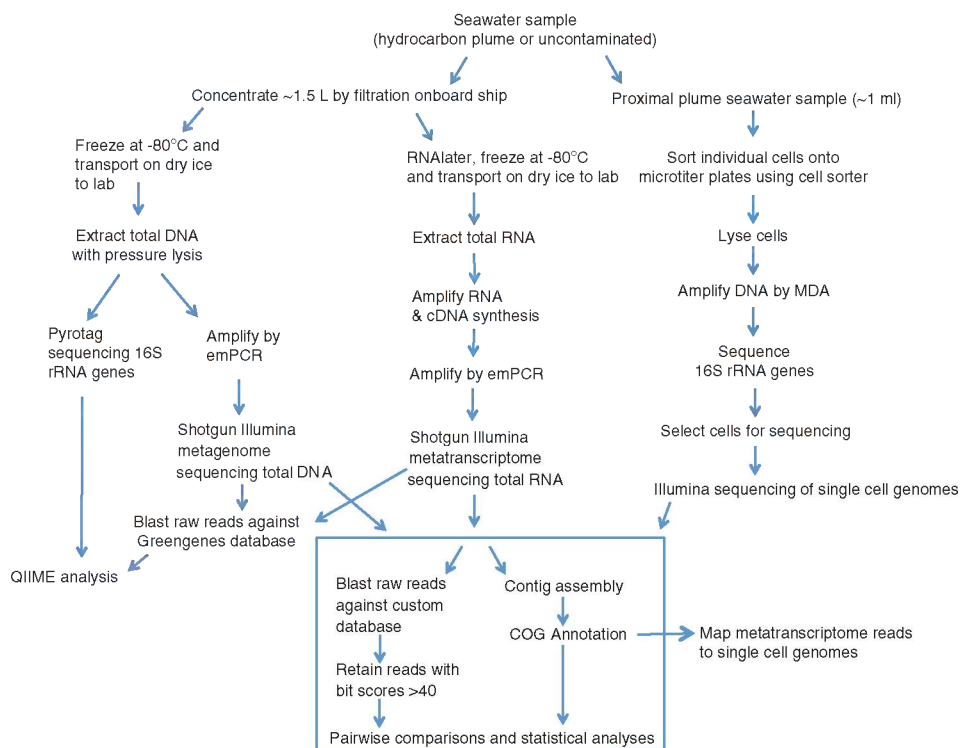 Seawater sample
(hydrocarbon plume or uncontaminated)
Concentrate ~1.5 L by filtration onboard ship
Proximal plume seawater sample (~1 ml)
Freeze at -80°C and
transport on dry ice
to lab
RNAlater, freeze at -80°C
and transport on dry ice to lab
Sort individual cells onto
microtiter plates using cell sorter
Extract total DNA
with pressure lysis
Extract total RNA
Lyse cells
Amplify RNA
& cDNA synthesis
Amplify DNA by MDA
Pyrotag
sequencing 16S
rRNA genes
Amplify by
emPCR
Amplify by emPCR
Sequence
16S rRNA genes
Shotgun Illumina
metagenome
sequencing total DNA
Shotgun Illumina
metatranscriptome
sequencing total RNA
Select cells for sequencing
Illumina sequencing of single cell genomes
Blast raw reads against
Greengenes database
QIIME analysis
Blast raw reads
against custom
database
Contig assembly
COG Annotation
Map metatranscriptome reads
to single cell genomes
Retain reads with
bit scores >40
Pairwise comparisons and statistical analyses